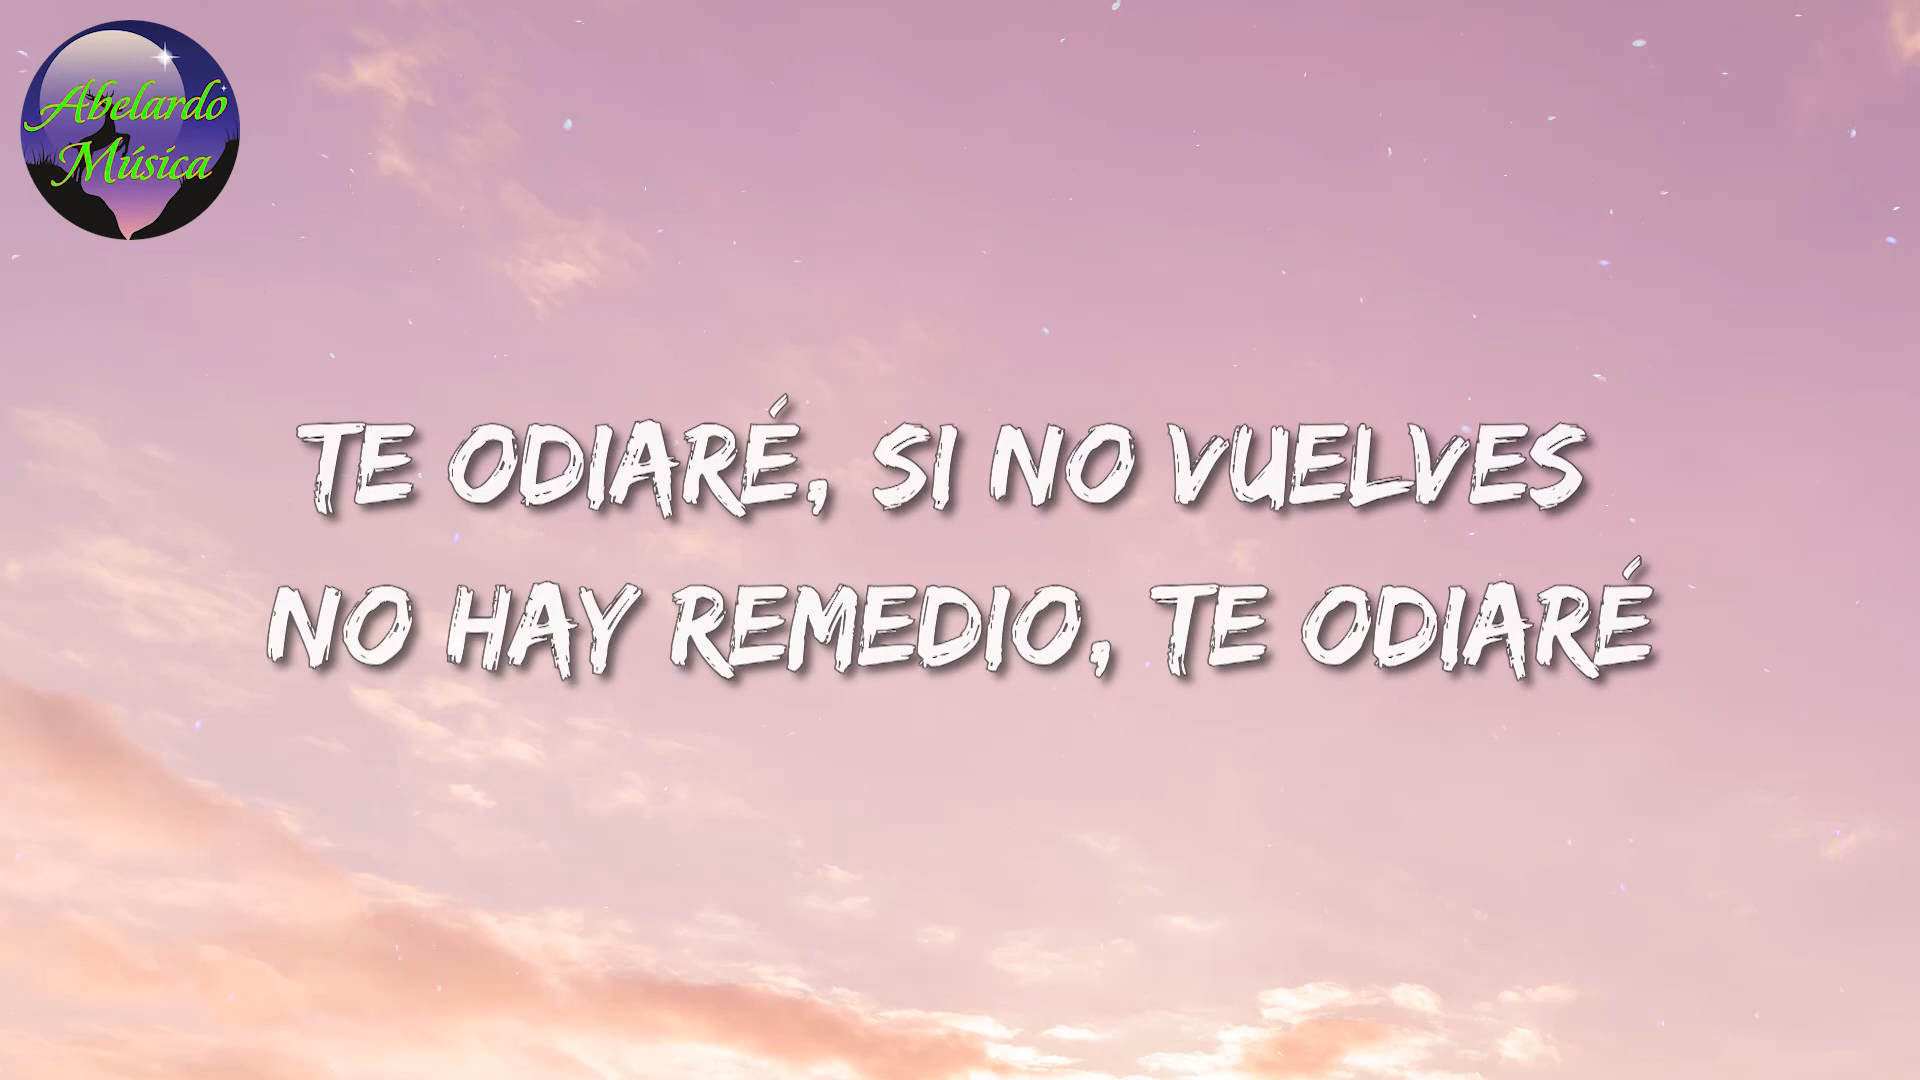 Abelardo
Música
TE ODIARÉ, SI NO VUELVES
NO HAY REMEDIO, TE ODIARÉ